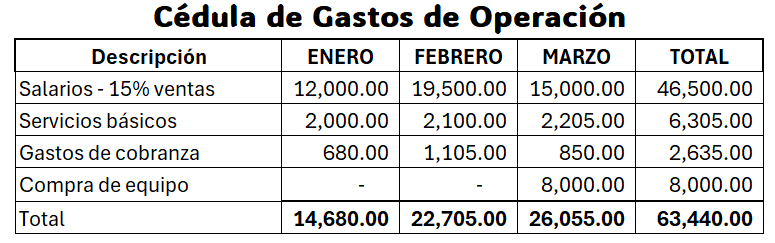 Cédula de Gastos de Operación
Descripción ENERO FEBRERO MARZO TOTAL
Salarios - 15% ventas 12,000.00 19,500.00 15,000.00 46,500.00
Servicios básicos 2,000.00 2,100.00 2,205.00 6,305.00
Gastos de cobranza 680.00 1,105.00 850.00 2,635.00
Compra de equipo - - 8,000.00 8,000.00
Total 14,680.00 22,705.00 26,055.00 63,440.00